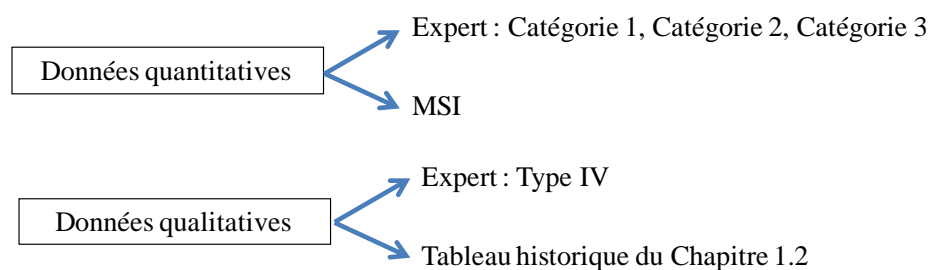 Expert : Catégorie 1, Catégorie 2, Catégorie 3
Données quantitatives
MSI
Expert : Type IV
Données qualitatives
Tableau historique du Chapitre 1.2